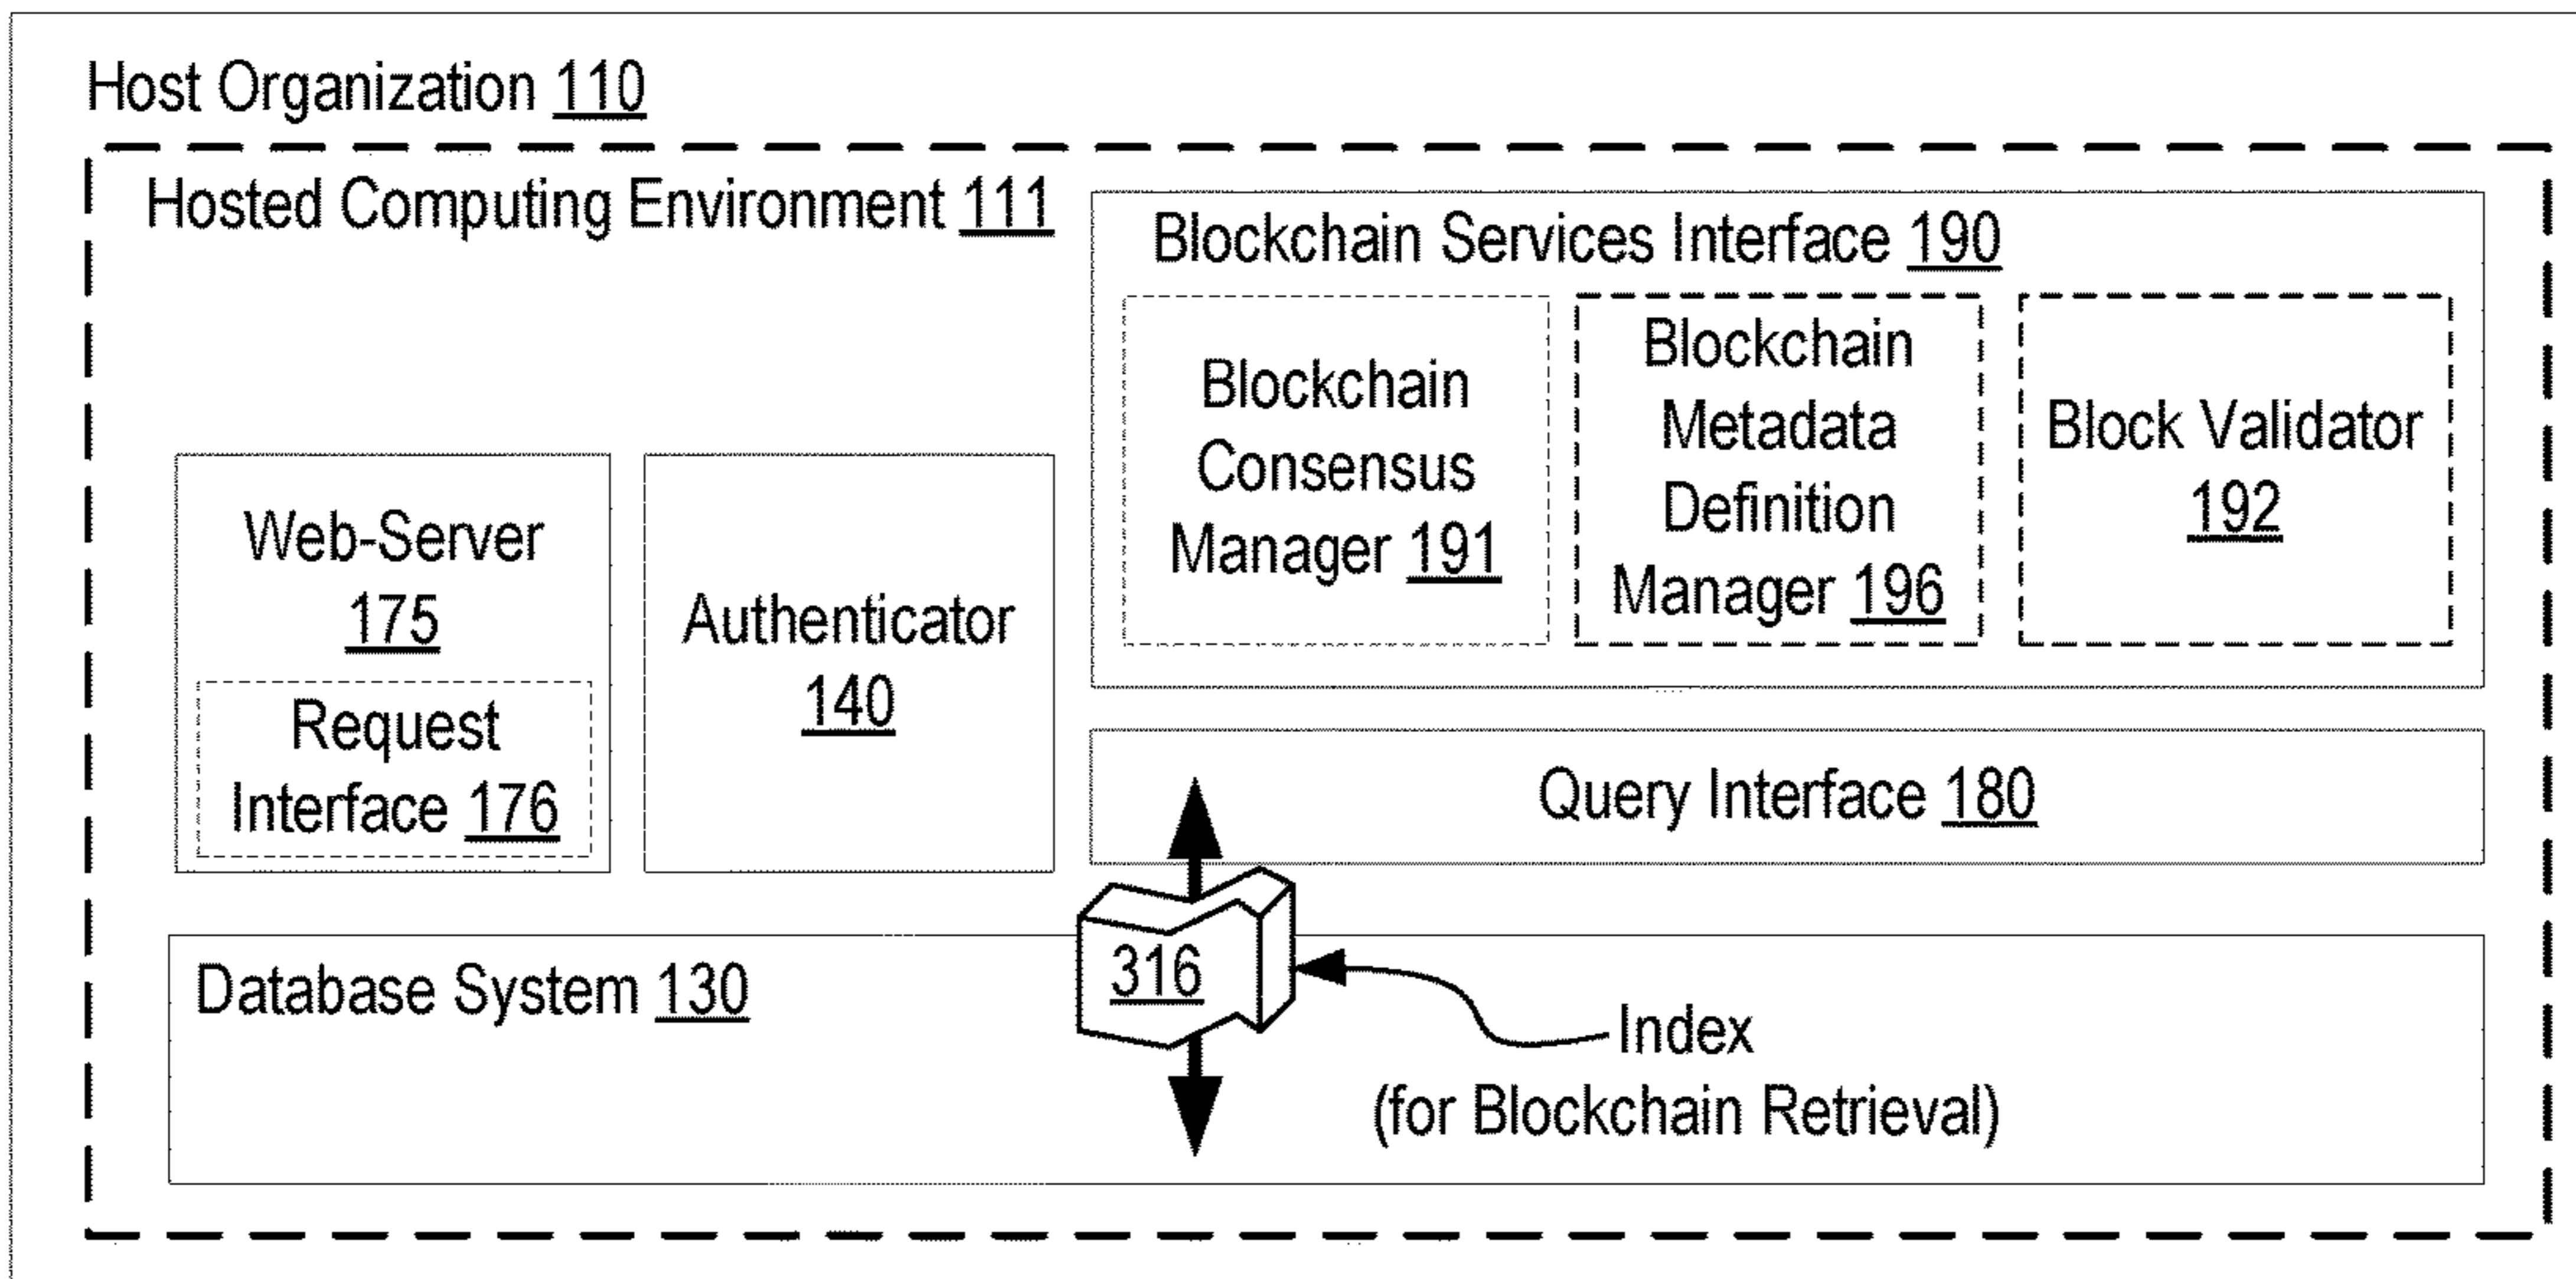 Host Organization 110
Hosted Computing Environment 111
Blockchain Services Interface 190
Blockchain
Consensus
Manager 191
Blockchain
Metadata
Definition
Manager 196
Block Validator
192
Web-Server
175
Request
Interface 176
Authenticator
140
Query Interface 180
Database System 130
316
Index
(for Blockchain Retrieval)